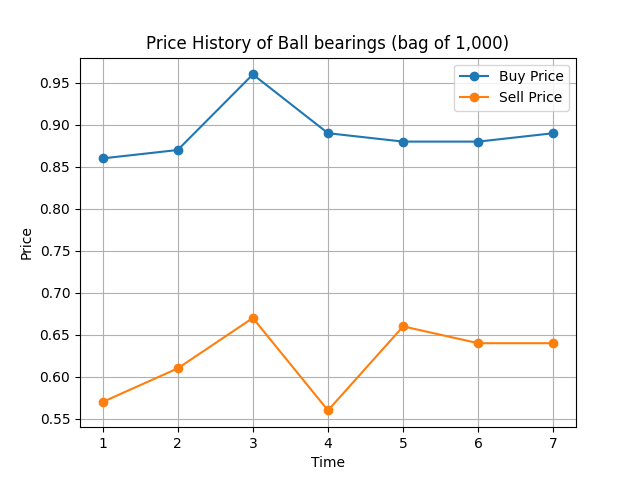 Price History of Ball bearings (bag of 1,000)
Buy Price
Sell Price
Price
0.95
0.90
0.85
0.80
0.75
0.70
0.65
0.60
0.55
1 2 3 4 5 6 7
Time